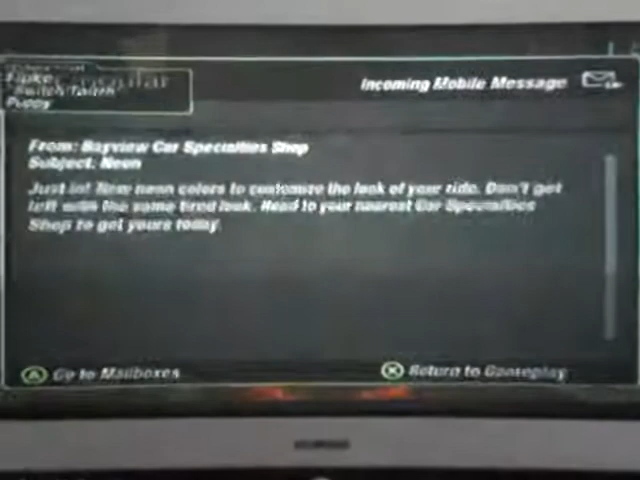 Incoming Mobile Message
Puppy
From: Bayview Car Specialties Shop
Subject: Neon
Just in! New neon colors to customize the look of your ride. Don't get
left with the same tired look. Head to your nearest Car Specialties
Shop to get yours today.
A Go to Mailboxes
X Return to Gameplay